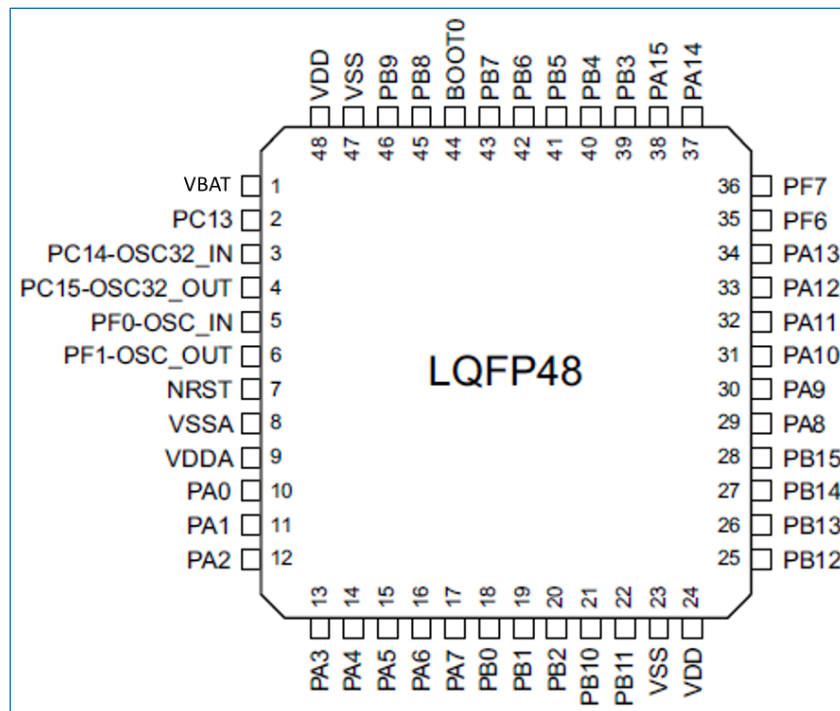 VDD VSS PB9 PB8 BOOT0 PB7 PB6 PB5 PB4 PB3 PA15 PA14
48 47 46 45 44 43 42 41 40 39 38 37
VBAT 1 36 PF7
PC13 2 35 PF6
PC14-OSC32_IN 3 34 PA13
PC15-OSC32_OUT 4 33 PA12
PF0-OSC_IN 5 32 PA11
PF1-OSC_OUT 6 31 PA10
LQFP48
NRST 7 30 PA9
VSSA 8 29 PA8
VDDA 9 28 PB15
PA0 10 27 PB14
PA1 11 26 PB13
PA2 12 25 PB12
13 14 15 16 17 18 19 20 21 22 23 24
PA3 PA4 PA5 PA6 PA7 PB0 PB1 PB2 PB10 PB11 VSS VDD